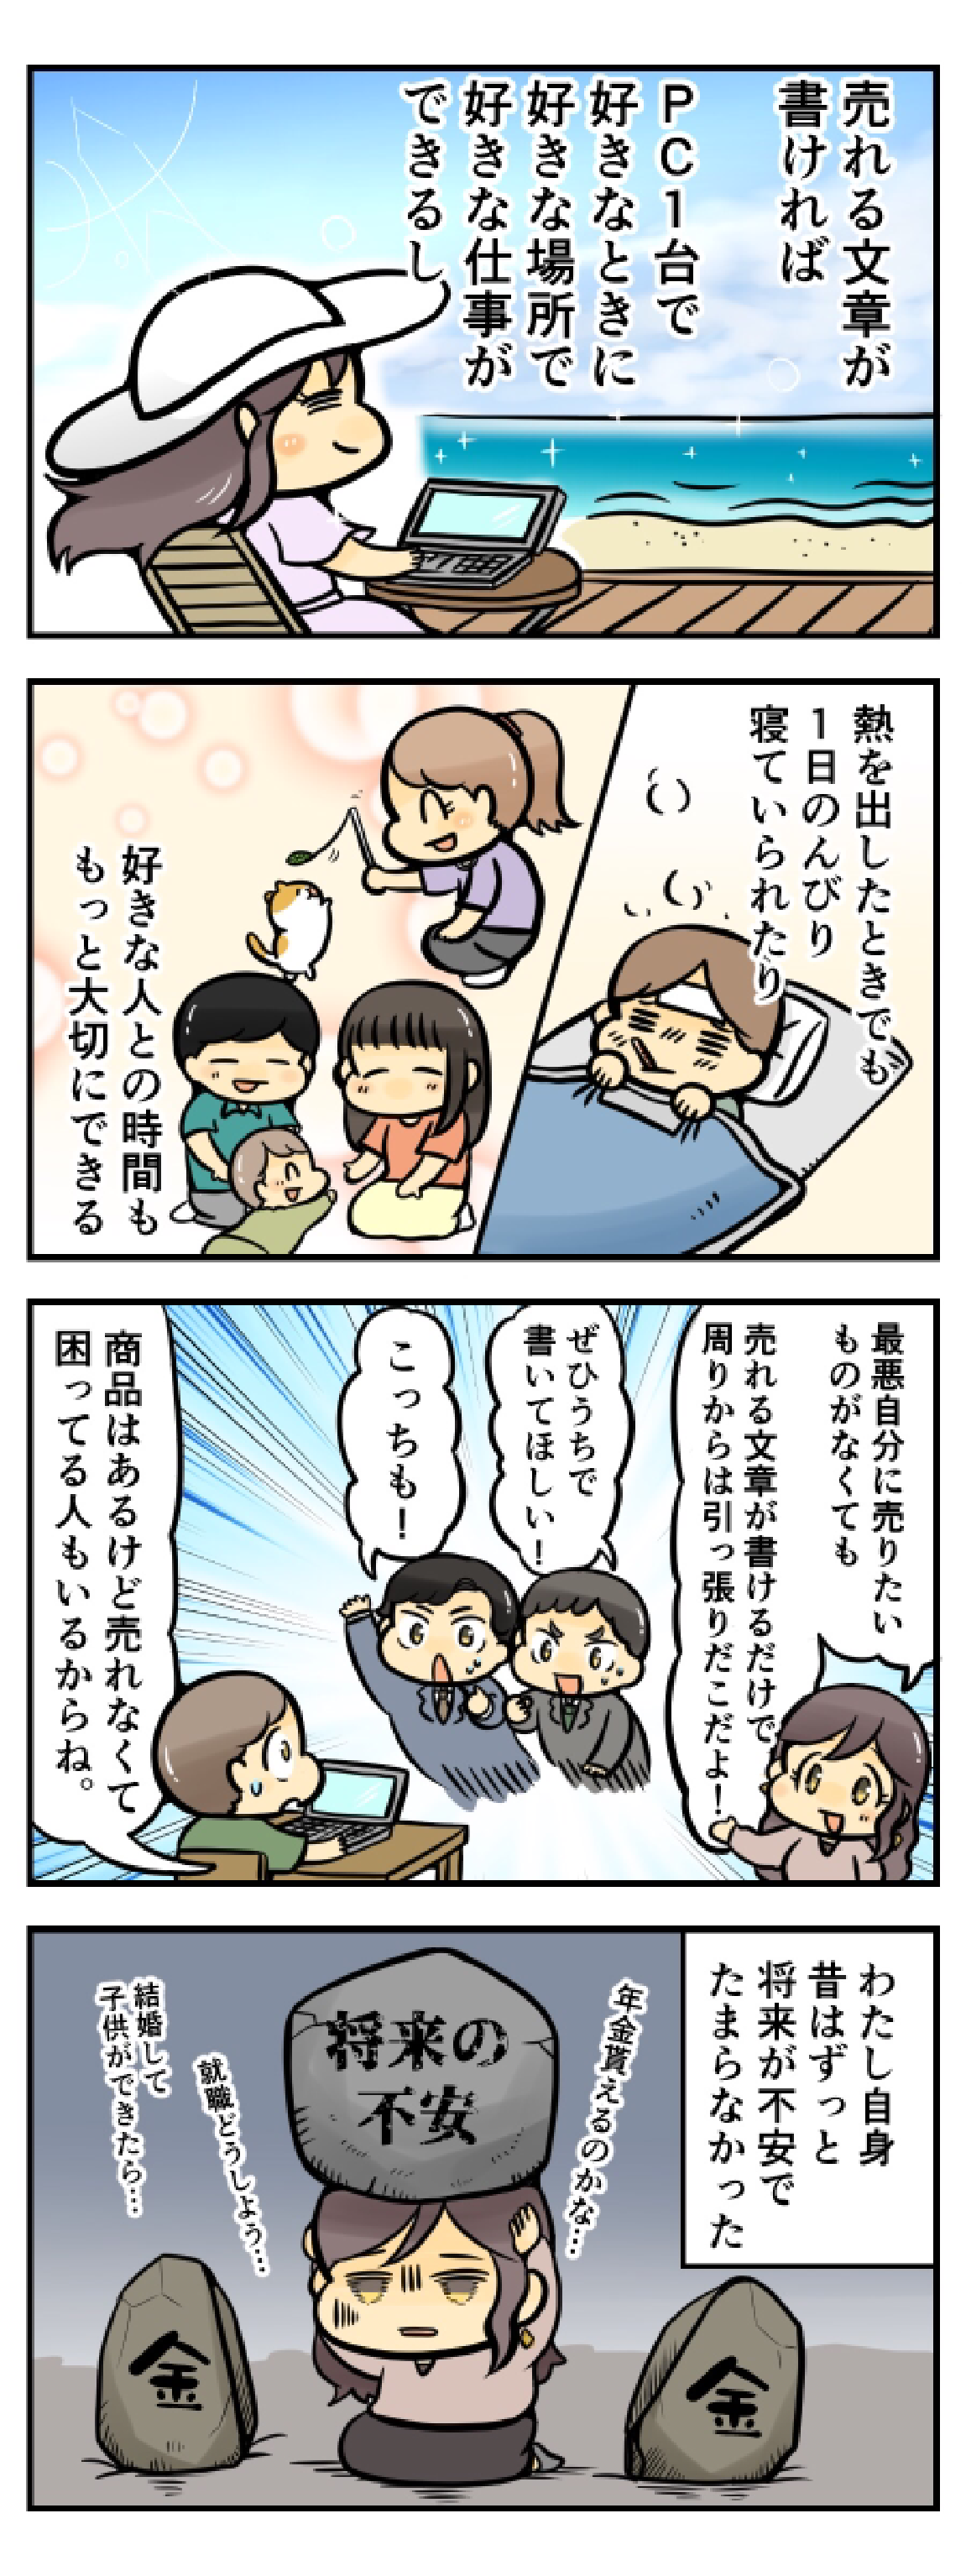 売れる文章が
書ければ
ＰＣ１台で
好きなときに
好きな場所で
好きな仕事が
できるし
熱を出したときでも
１日のんびり
寝ていられたり
好きな人との時間も
もっと大切にできる
最悪自分に売りたい
ものがなくても
売れる文章が書けるだけで
周りからは引っ張りだこだよ！
ぜひうちで
書いてほしい！
こっちも！
商品はあるけど売れなくて
困ってる人もいるからね。
わたし自身
昔はずっと
将来が不安で
たまらなかった
年金貰えるのかな…
将来の
不安
就職どうしよう…
結婚して
子供ができたら…
金
金